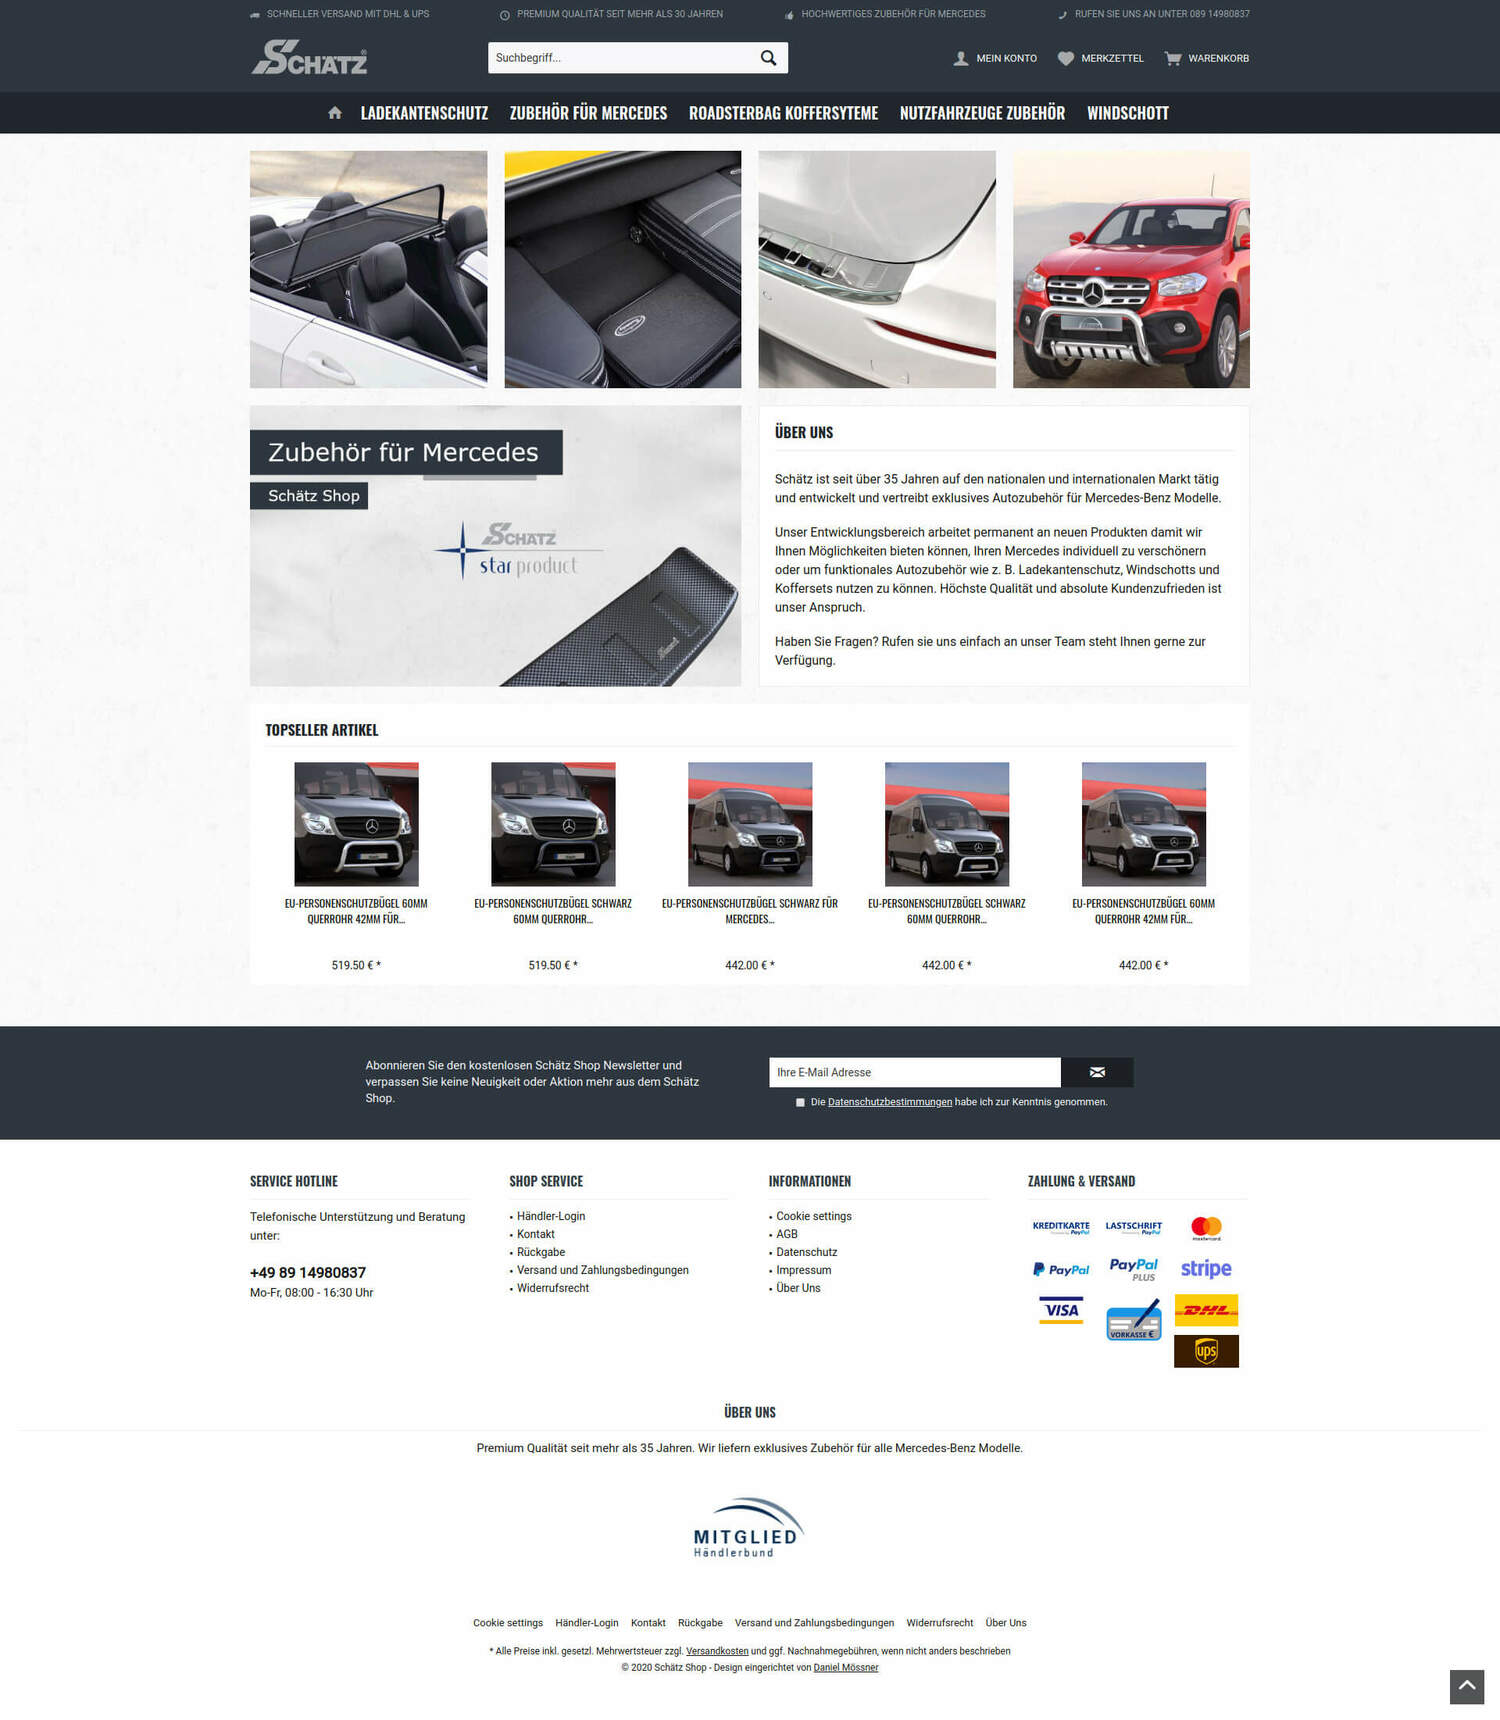 SCHNELLER VERSAND MIT DHL & UPS
PREMIUM QUALITÄT SEIT MEHR ALS 30 JAHREN
HOCHWERTIGES ZUBEHÖR FÜR MERCEDES
RUFEN SIE UNS AN UNTER 089 14980837
SCHÄTZ®
Suchbegriff...
MEIN KONTO
MERKZETTEL
WARENKORB
LADEKANTENSCHUTZ
ZUBEHÖR FÜR MERCEDES
ROADSTERBAG KOFFERSYTEME
NUTZFAHRZEUGE ZUBEHÖR
WINDSCHOTT
Zubehör für Mercedes
Schätz Shop
SCHÄTZ
star product
ÜBER UNS
Schätz ist seit über 35 Jahren auf den nationalen und internationalen Markt tätig
und entwickelt und vertreibt exklusives Autozubehör für Mercedes-Benz Modelle.
Unser Entwicklungsbereich arbeitet permanent an neuen Produkten damit wir
Ihnen Möglichkeiten bieten können, Ihren Mercedes individuell zu verschönern
oder um funktionales Autozubehör wie z. B. Ladekantenschutz, Windschotts und
Koffersets nutzen zu können. Höchste Qualität und absolute Kundenzufrieden ist
unser Anspruch.
Haben Sie Fragen? Rufen sie uns einfach an unser Team steht Ihnen gerne zur
Verfügung.
TOPSELLER ARTIKEL
EU-PERSONENSCHUTZBÜGEL 60MM
QUERROHR 42MM FÜR...
519.50 € *
EU-PERSONENSCHUTZBÜGEL SCHWARZ
60MM QUERROHR...
519.50 € *
EU-PERSONENSCHUTZBÜGEL SCHWARZ FÜR
MERCEDES...
442.00 € *
EU-PERSONENSCHUTZBÜGEL SCHWARZ
60MM QUERROHR...
442.00 € *
EU-PERSONENSCHUTZBÜGEL 60MM
QUERROHR 42MM FÜR...
442.00 € *
Abonnieren Sie den kostenlosen Schätz Shop Newsletter und
verpassen Sie keine Neuigkeit oder Aktion mehr aus dem Schätz
Shop.
Ihre E-Mail Adresse
Die Datenschutzbestimmungen habe ich zur Kenntnis genommen.
SERVICE HOTLINE
Telefonische Unterstützung und Beratung
unter:
+49 89 14980837
Mo-Fr, 08:00 - 16:30 Uhr
SHOP SERVICE
• Händler-Login
• Kontakt
• Rückgabe
• Versand und Zahlungsbedingungen
• Widerrufsrecht
INFORMATIONEN
• Cookie settings
• AGB
• Datenschutz
• Impressum
• Über Uns
ZAHLUNG & VERSAND
KREDITKARTE
PayPal
LASTSCHRIFT
PayPal
mastercard
PayPal
PayPal
PLUS
stripe
VISA
VORKASSE €
DHL
ups
ÜBER UNS
Premium Qualität seit mehr als 35 Jahren. Wir liefern exklusives Zubehör für alle Mercedes-Benz Modelle.
MITGLIED
Händlerbund
Cookie settings Händler-Login Kontakt Rückgabe Versand und Zahlungsbedingungen Widerrufsrecht Über Uns
* Alle Preise inkl. gesetzl. Mehrwertsteuer zzgl. Versandkosten und ggf. Nachnahmegebühren, wenn nicht anders beschrieben
© 2020 Schätz Shop - Design eingerichtet von Daniel Mössner